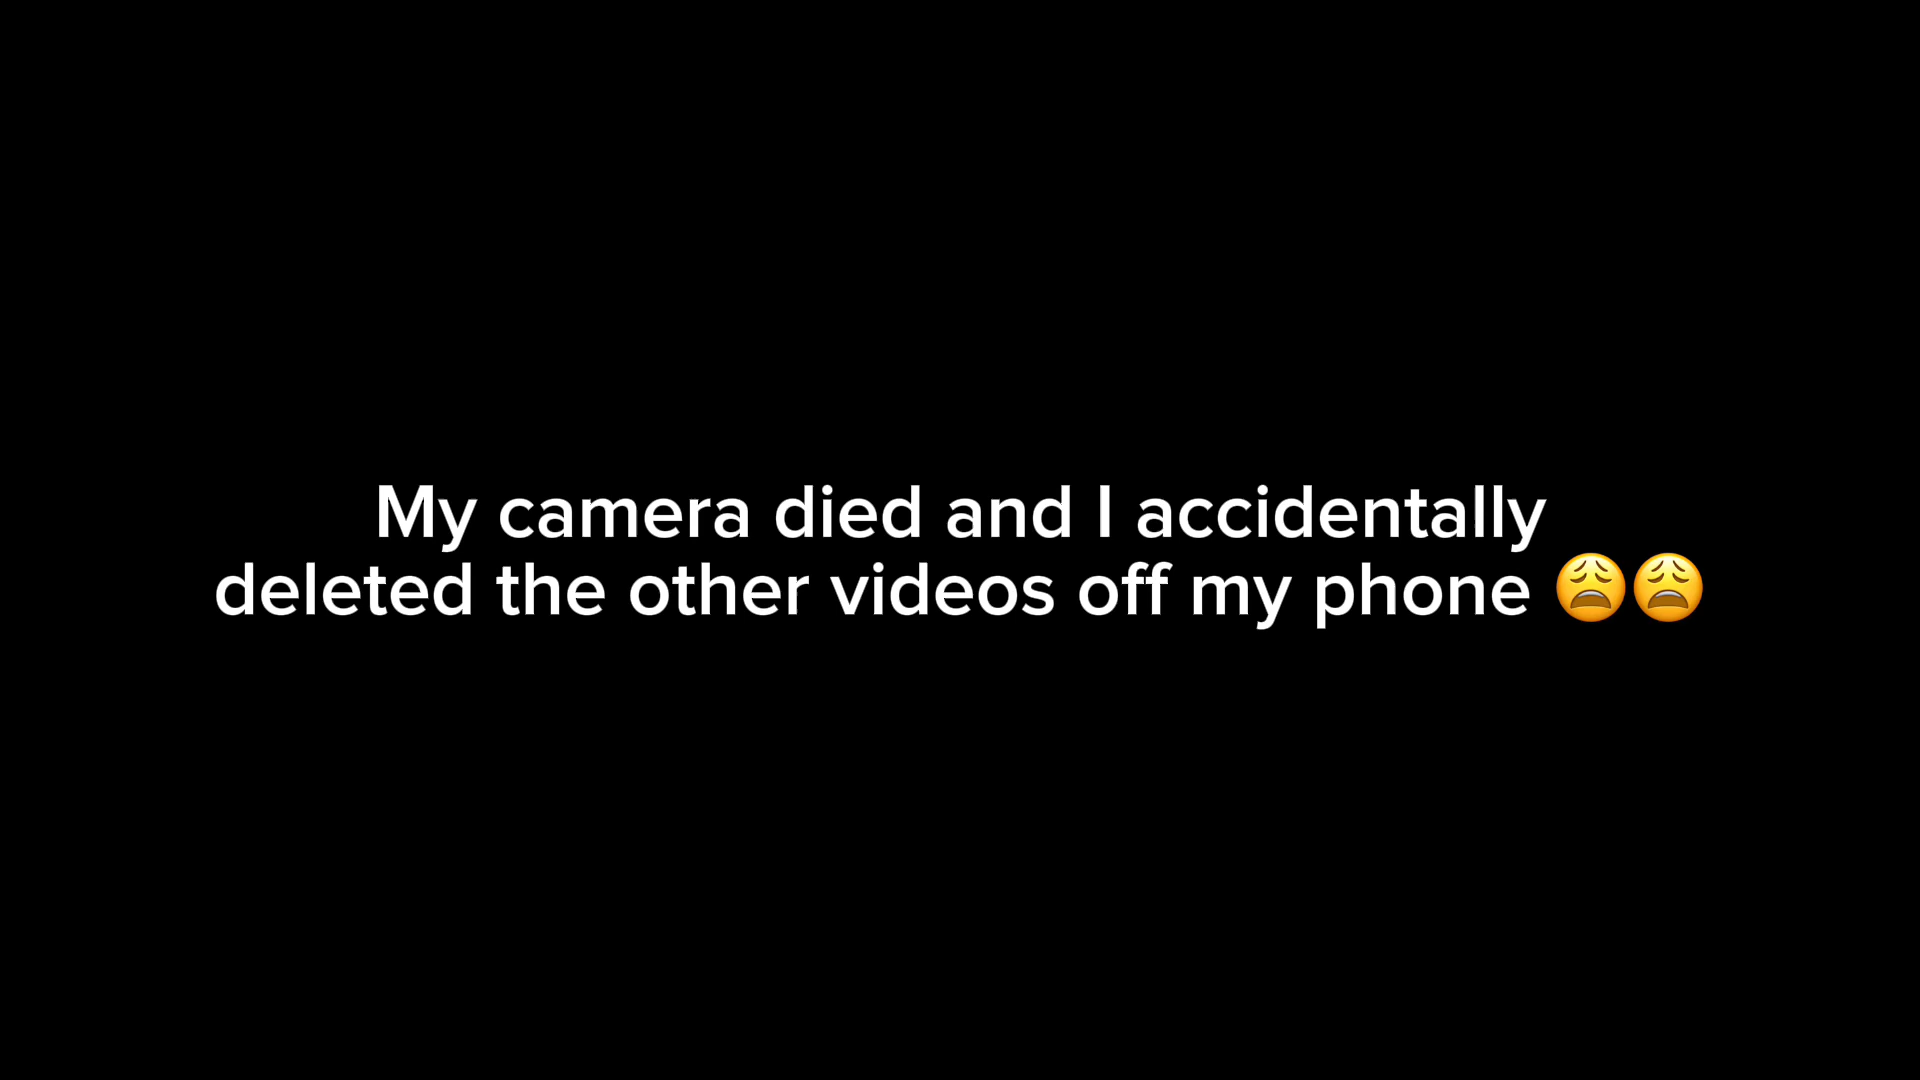 My camera died and I accidentally
deleted the other videos off my phone 😩😩